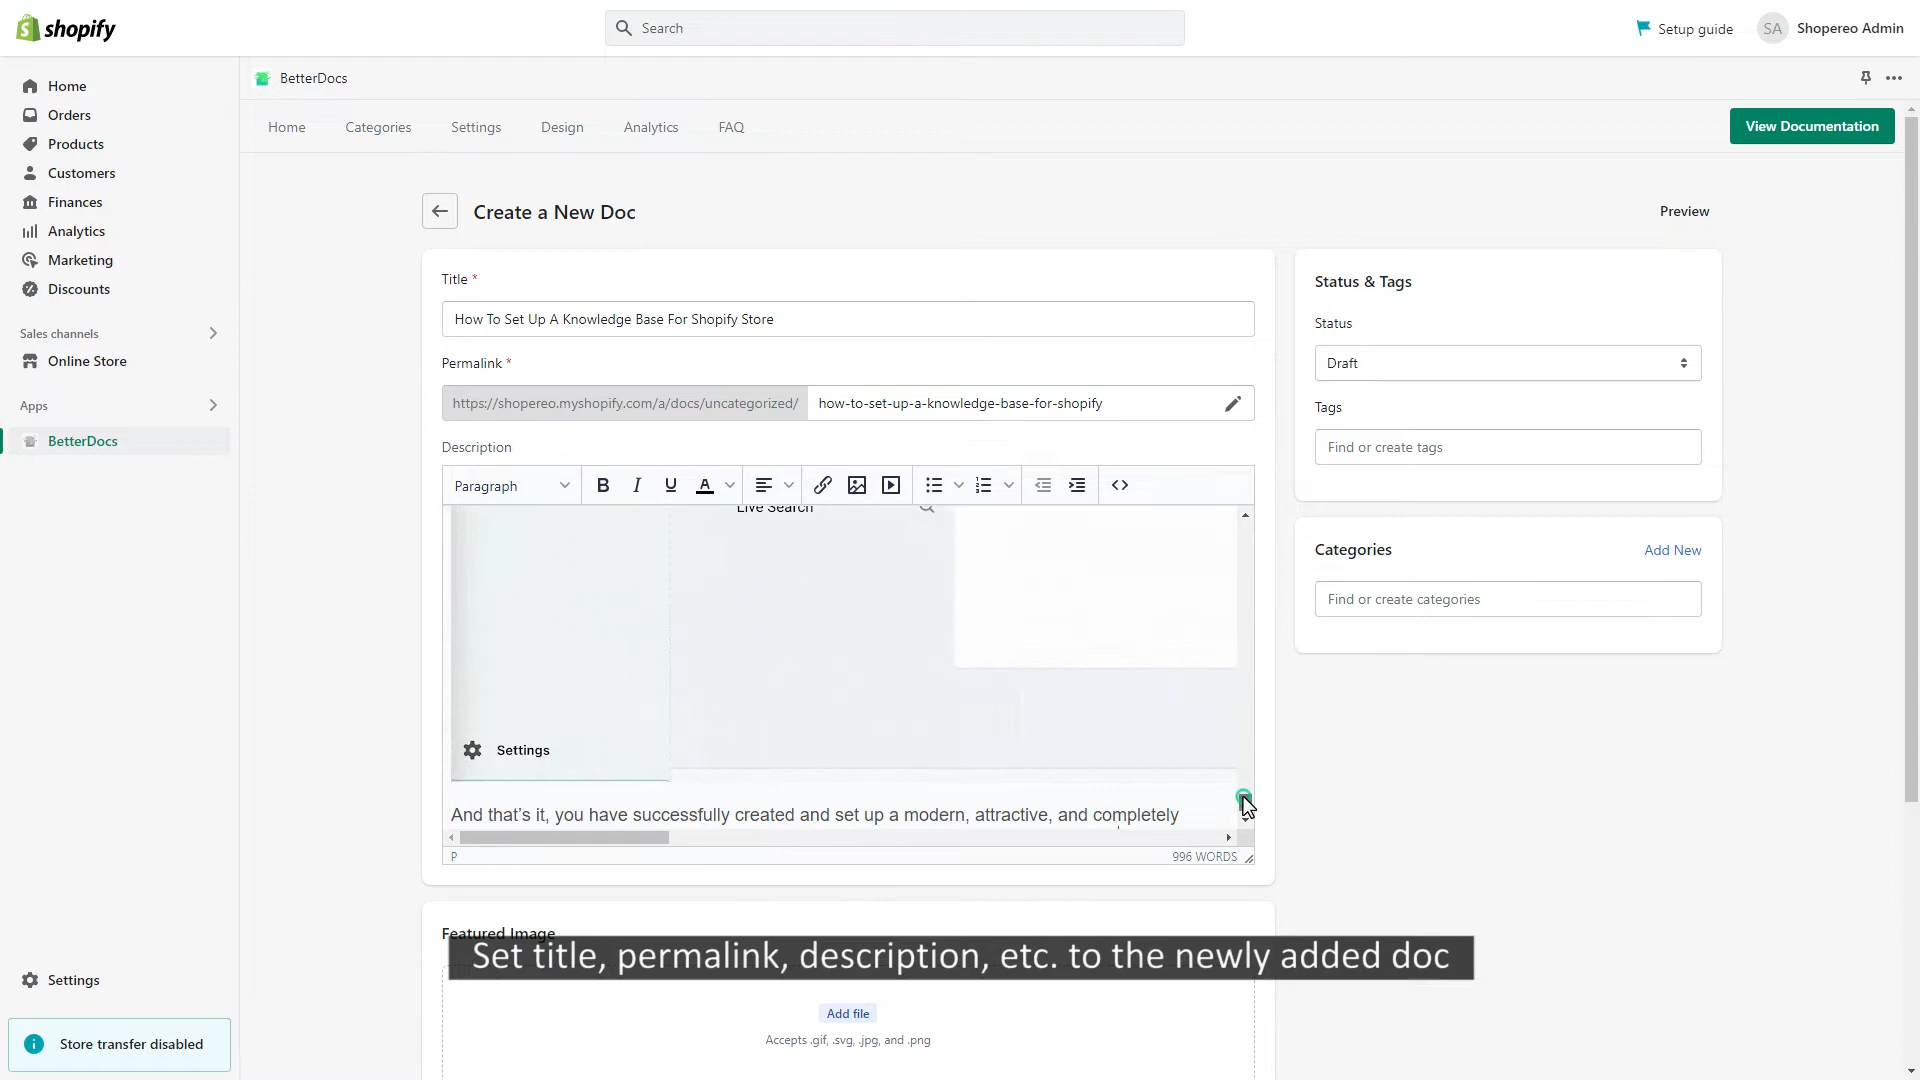 shopify
Search
Setup guide
SA
Shopereo Admin
Home
Orders
Products
Customers
Finances
Analytics
Marketing
Discounts
Sales channels
Online Store
Apps
BetterDocs
Settings
Store transfer disabled
BetterDocs
Home
Categories
Settings
Design
Analytics
FAQ
View Documentation
Create a New Doc
Preview
Title *
How To Set Up A Knowledge Base For Shopify Store
Permalink *
https://shopereo.myshopify.com/a/docs/uncategorized/ how-to-set-up-a-knowledge-base-for-shopify
Description
Paragraph
B I U A
Live Search
Settings
And that’s it, you have successfully created and set up a modern, attractive, and completely
P
996 WORDS
Featured Image
Set title, permalink, description, etc. to the newly added doc
Add file
Accepts .gif, .svg, .jpg, and .png
Status & Tags
Status
Draft
Tags
Find or create tags
Categories
Add New
Find or create categories